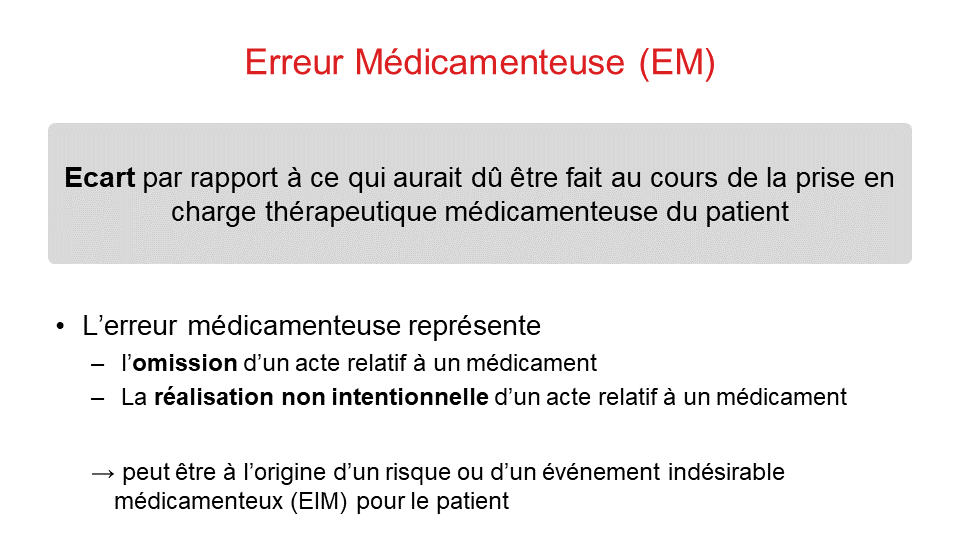 Erreur Médicamenteuse (EM)
Ecart par rapport à ce qui aurait dû être fait au cours de la prise en
charge thérapeutique médicamenteuse du patient
• L’erreur médicamenteuse représente
– l’omission d’un acte relatif à un médicament
– La réalisation non intentionnelle d’un acte relatif à un médicament
→ peut être à l’origine d’un risque ou d’un événement indésirable
médicamenteux (EIM) pour le patient